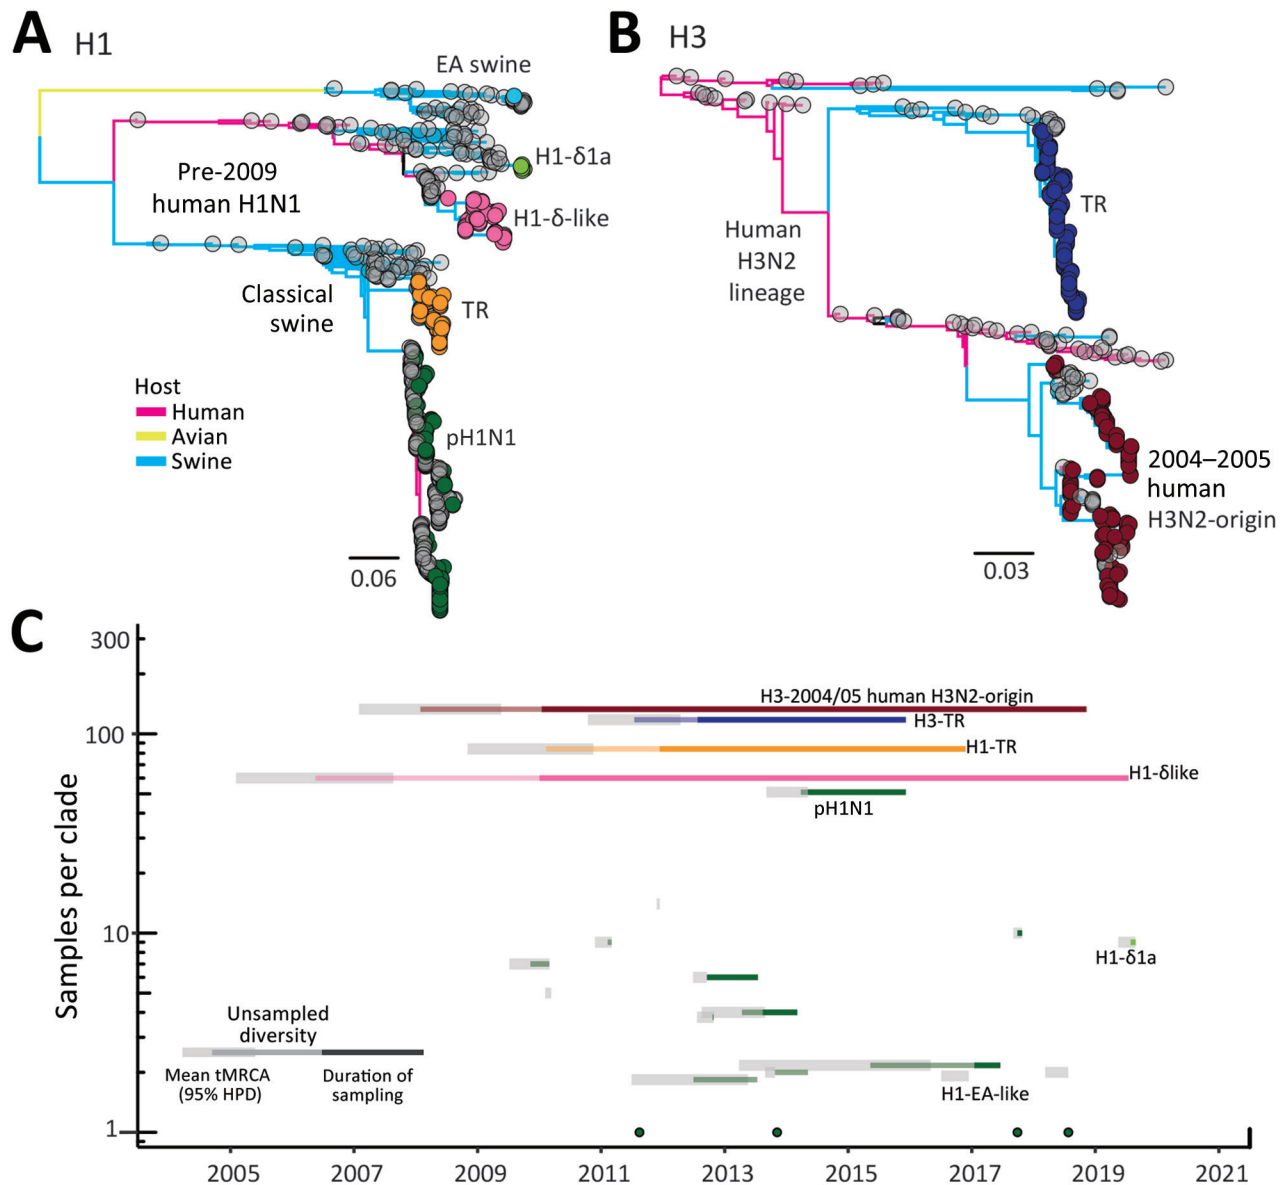 A
H1
EA swine
H1-δ1a
Pre-2009
human H1N1
H1-δ-like
Classical
swine
TR
Host
Human
Avian
Swine
pH1N1
0.06
B
H3
TR
Human
H3N2
lineage
2004–2005
human
H3N2-origin
0.03
C
Samples per clade
300
100
10
1
H3-2004/05 human H3N2-origin
H3-TR
H1-TR
H1-δlike
pH1N1
H1-δ1a
Unsampled
diversity
Mean tMRCA
(95% HPD)
Duration of
sampling
H1-EA-like
2005 2007 2009 2011 2013 2015 2017 2019 2021